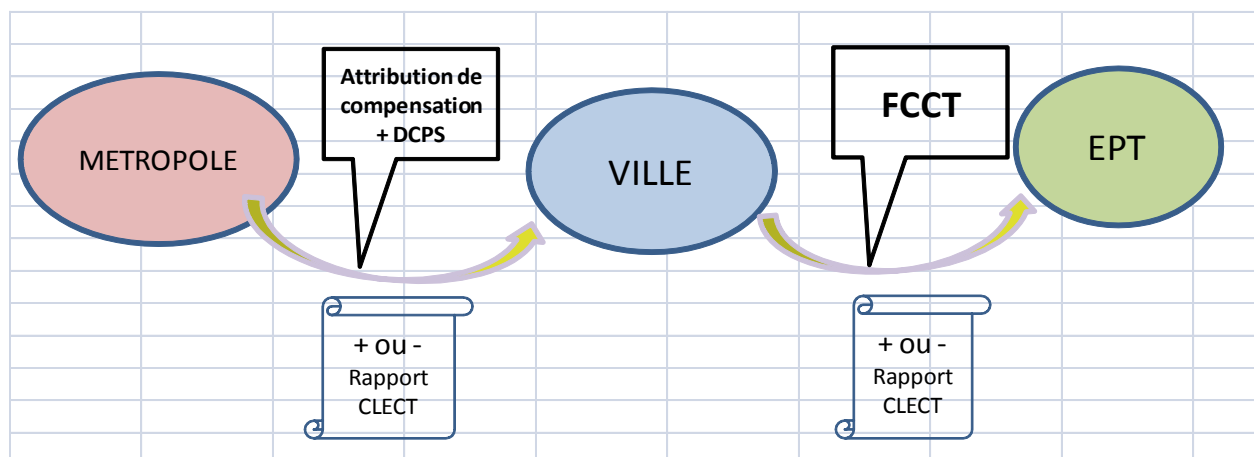 METROPOLE
Attribution de
compensation
+ DCPS
VILLE
FCCT
EPT
+ ou -
Rapport
CLECT
+ ou -
Rapport
CLECT